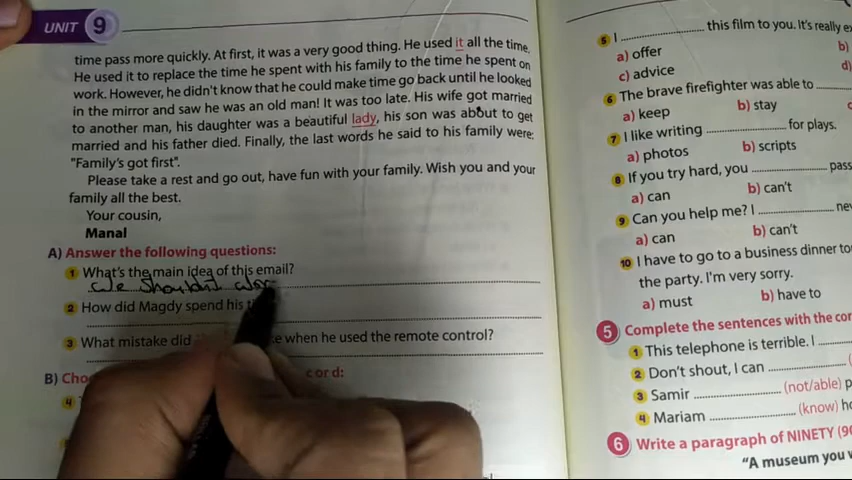 UNIT 9
time pass more quickly. At first, it was a very good thing. He used it all the time.
He used it to replace the time he spent with his family to the time he spent on
work. However, he didn't know that he could make time go back until he looked
in the mirror and saw he was an old man! It was too late. His wife got married
to another man, his daughter was a beautiful lady, his son was about to get
married and his father died. Finally, the last words he said to his family were:
"Family's got first".
Please take a rest and go out, have fun with your family. Wish you and your
family all the best.
Your cousin,
Manal
A) Answer the following questions:
1 What's the main idea of this email?
we shouldn't wor
2 How did Magdy spend his
3 What mistake did when he used the remote control?
B) Cho c or d:
4
5 I .......... this film to you. It's really
a) offer
b)
c) advice
d)
6 The brave firefighter was able to ..........
a) keep
b) stay
7 I like writing .......... for plays.
a) photos
b) scripts
8 If you try hard, you .......... pass
a) can
b) can't
9 Can you help me? I ..........
a) can
b) can't
10 I have to go to a business dinner
the party. I'm very sorry.
a) must
b) have to
5 Complete the sentences with the
1 This telephone is terrible. I ..........
2 Don't shout, I can ..........
3 Samir .......... (not/able)
4 Mariam .......... (know)
6 Write a paragraph of NINETY
"A museum you